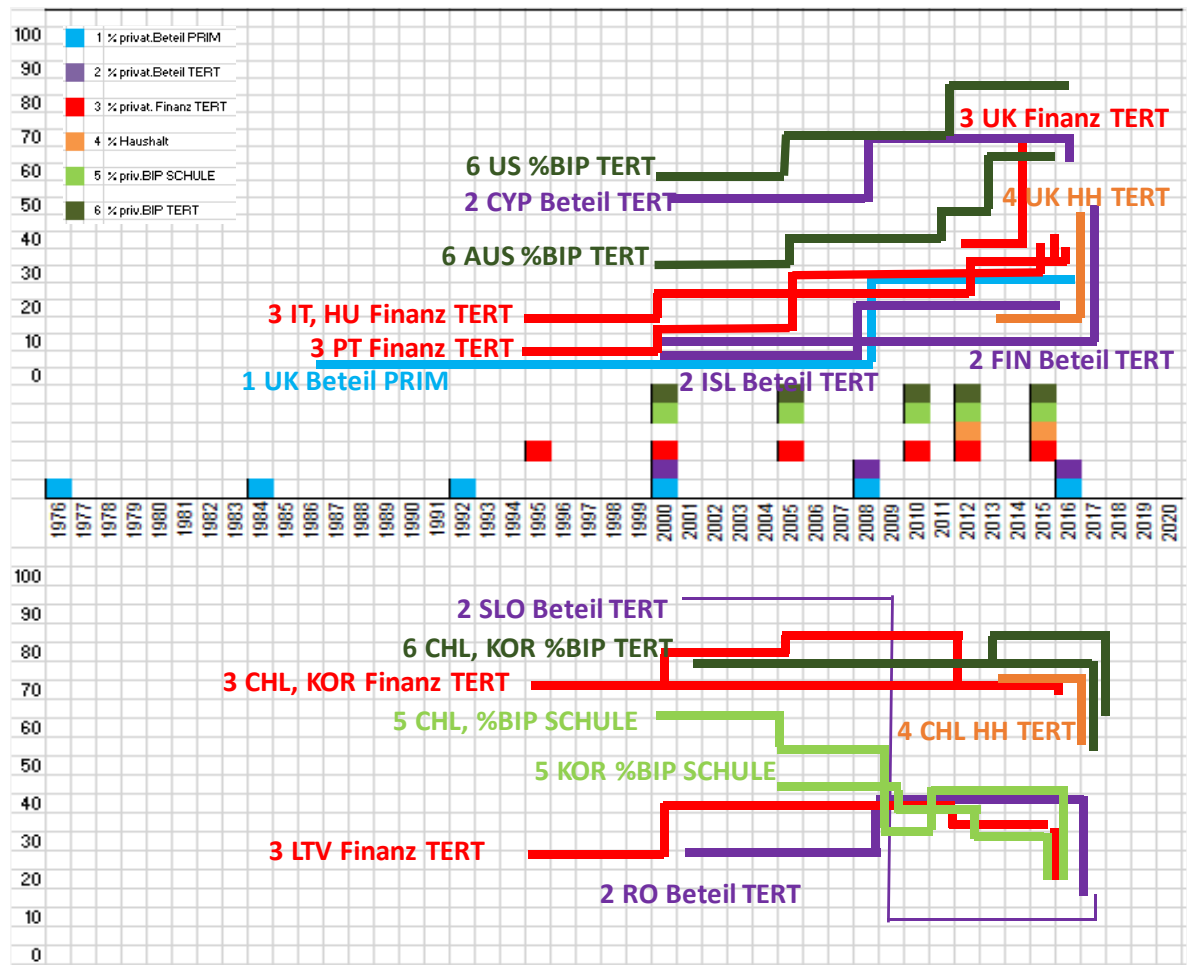 100
90
80
70
60
50
40
30
20
10
0
1 % privat.Beteil PRIM
2 % privat.Beteil TERT
3 % privat. Finanz TERT
4 % Haushalt
5 % priv.BIP SCHULE
6 % priv.BIP TERT
3 UK Finanz TERT
6 US %BIP TERT
2 CYP Beteil TERT
4 UK HH TERT
6 AUS %BIP TERT
3 IT, HU Finanz TERT
3 PT Finanz TERT
2 FIN Beteil TERT
1 UK Beteil PRIM
2 ISL Beteil TERT
1976 1977 1978 1979 1980 1981 1982 1983 1984 1985 1986 1987 1988 1989 1990 1991 1992 1993 1994 1995 1996 1997 1998 1999 2000 2001 2002 2003 2004 2005 2006 2007 2008 2009 2010 2011 2012 2013 2014 2015 2016 2017 2018 2019 2020
100
90
80
70
60
50
40
30
20
10
0
2 SLO Beteil TERT
6 CHL, KOR %BIP TERT
3 CHL, KOR Finanz TERT
5 CHL, %BIP SCHULE
4 CHL HH TERT
5 KOR %BIP SCHULE
3 LTV Finanz TERT
2 RO Beteil TERT